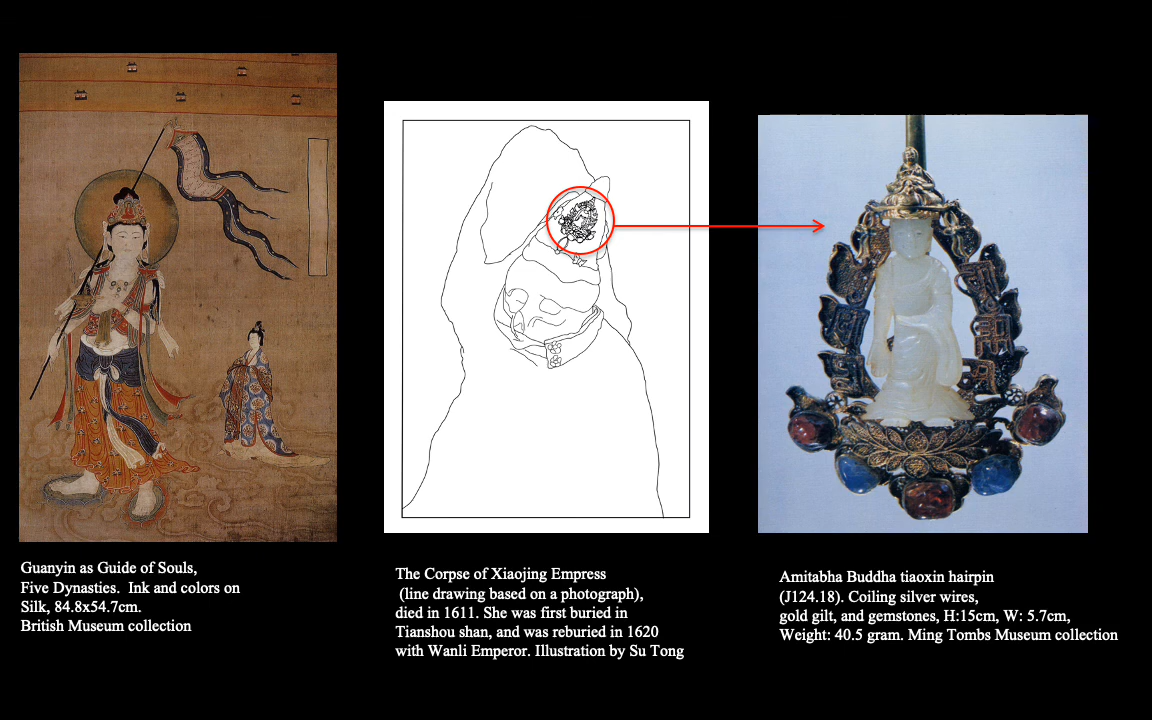 Guanyin as Guide of Souls,
Five Dynasties. Ink and colors on
Silk, 84.8x54.7cm.
British Museum collection
The Corpse of Xiaojing Empress
(line drawing based on a photograph),
died in 1611. She was first buried in
Tianshou shan, and was reburied in 1620
with Wanli Emperor. Illustration by Su Tong
Amitabha Buddha tiaoxin hairpin
(J124.18). Coiling silver wires,
gold gilt, and gemstones, H:15cm, W: 5.7cm,
Weight: 40.5 gram. Ming Tombs Museum collection